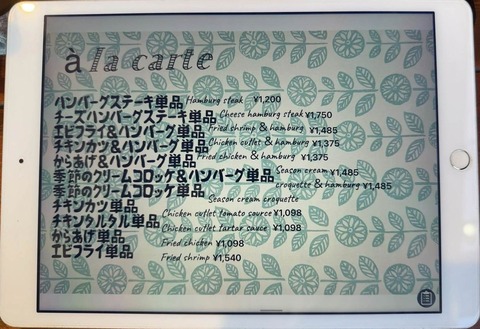 à la carte
ハンバーグステーキ単品 Hamburg steak ¥1,200
チーズハンバーグステーキ単品 Cheese hamburg steak ¥1,750
エビフライ&ハンバーグ単品 Fried shrimp & hamburg ¥1,485
チキンカツ&ハンバーグ単品 Chicken cutlet & hamburg ¥1,375
からあげ&ハンバーグ単品 Fried chicken & hamburg ¥1,375
季節のクリームコロッケ&ハンバーグ単品 Season cream ¥1,485
季節のクリームコロッケ単品 croquette & hamburg ¥1,485
Season cream croquette
チキンカツ単品 Chicken cutlet tomato source ¥1,098
チキンタルタル単品 Chicken cutlet tartar sauce ¥1,098
からあげ単品 Fried chicken ¥1,098
エビフライ単品 Fried shrimp ¥1,540